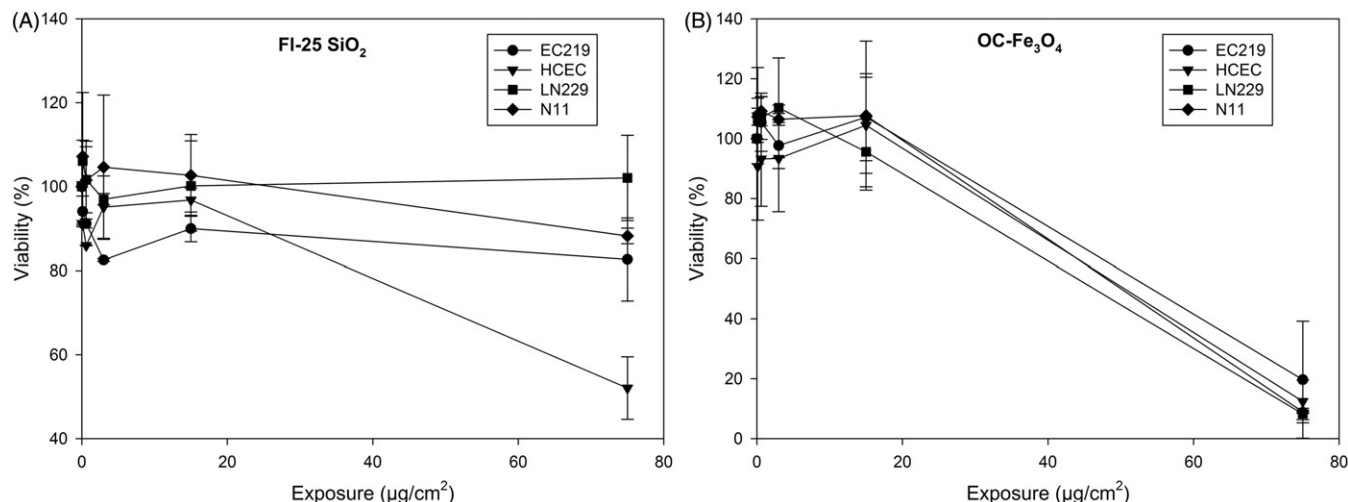 (A)
Fl-25 SiO₂
EC219
HCEC
LN229
N11
140
120
100
80
60
40
Viability (%)
0
20
40
60
80
Exposure (µg/cm²)
(B)
OC-Fe₃O₄
EC219
HCEC
LN229
N11
140
120
100
80
60
40
20
0
Viability (%)
0
20
40
60
80
Exposure (µg/cm²)